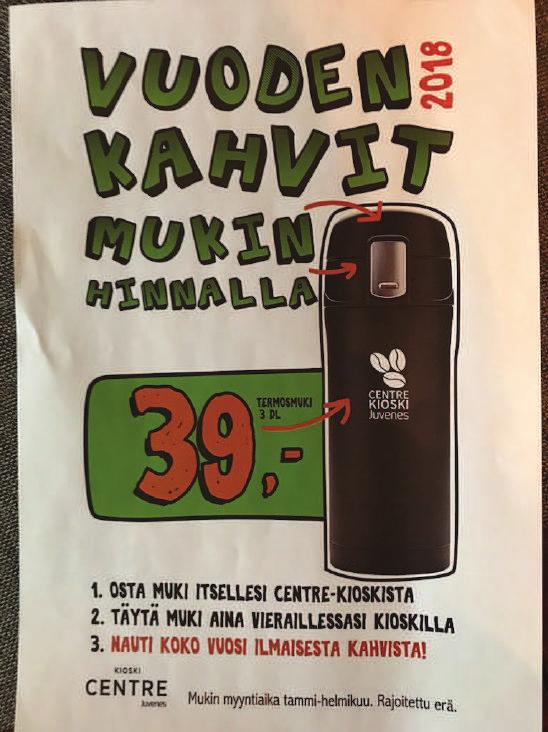 VUODEN
2018
KAHVIT
MUKIN
HINNALLA
CENTRE
KIOSKI
Juvenes
39,-
TERMOSMUKI
3 DL
1. OSTA MUKI ITSELLESI CENTRE-KIOSKISTA
2. TÄYTÄ MUKI AINA VIERAILLESSASI KIOSKILLA
3. NAUTI KOKO VUOSI ILMAISESTA KAHVISTA!
KIOSKI
CENTRE
Juvenes
Mukin myyntiaika tammi-helmikuu. Rajoitettu erä.